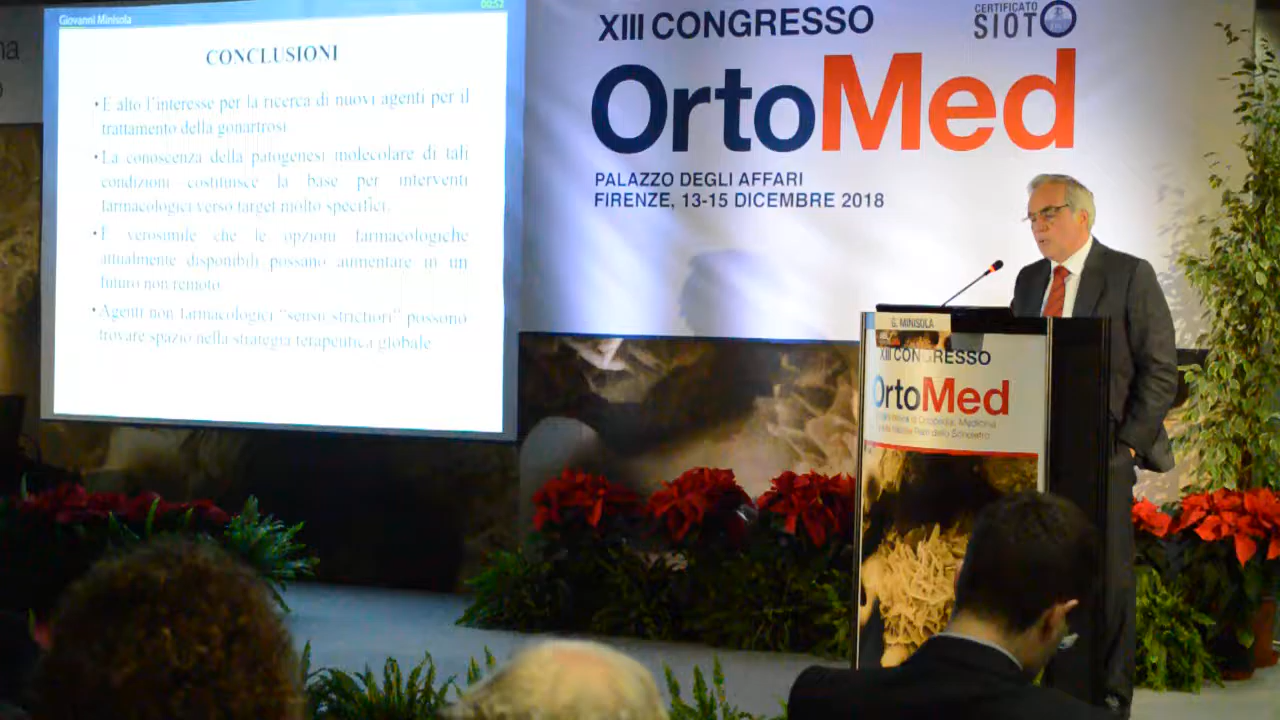 Giovanni Minisola
00:52
CONCLUSIONI
• È alto l'interesse per la ricerca di nuovi agenti per il
trattamento della gonartrosi
• La conoscenza della patogenesi molecolare di tali
condizioni costituisce la base per interventi
farmacologici verso target molto specifici.
• È verosimile che le opzioni farmacologiche
attualmente disponibili possano aumentare in un
futuro non remoto
• Agenti non farmacologici "sensu strictiori" possono
trovare spazio nella strategia terapeutica globale
XIII CONGRESSO
CERTIFICATO
SIOT
OrtoMed
PALAZZO DEGLI AFFARI
FIRENZE, 13-15 DICEMBRE 2018
G. MINISOLA
XIII CONGRESSO
OrtoMed